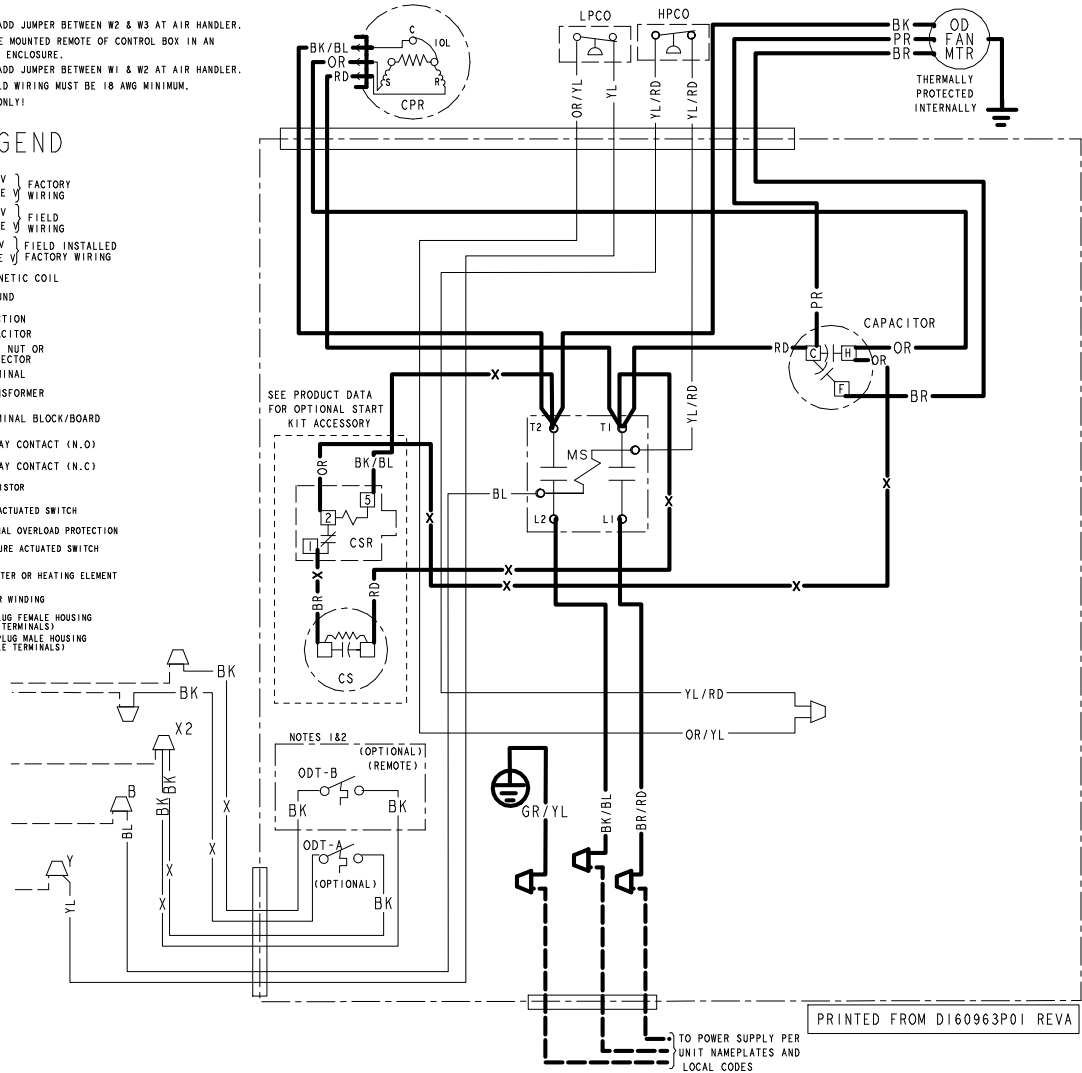 ADD JUMPER BETWEEN W2 & W3 AT AIR HANDLER.
E MOUNTED REMOTE OF CONTROL BOX IN AN
ENCLOSURE.
ADD JUMPER BETWEEN W1 & W2 AT AIR HANDLER.
LD WIRING MUST BE 18 AWG MINIMUM.
ONLY!
GEND
V
E V
FACTORY
WIRING
V
E V
FIELD
WIRING
V
E V
FIELD INSTALLED
FACTORY WIRING
NETIC COIL
UND
CTION
CITOR
NUT OR
ECTOR
MINAL
NSFORMER
MINAL BLOCK/BOARD
AY CONTACT (N.O)
AY CONTACT (N.C)
ISTOR
ACTUATED SWITCH
NAL OVERLOAD PROTECTION
URE ACTUATED SWITCH
TER OR HEATING ELEMENT
R WINDING
LUG FEMALE HOUSING
TERMINALS)
PLUG MALE HOUSING
E TERMINALS)
BK/BL
OR
RD
C
IOL
S
R
CPR
LPCO
HPCO
OR/YL
YL
YL/RD
YL/RD
BK
PR
BR
OD
FAN
MTR
THERMALLY
PROTECTED
INTERNALLY
PR
CAPACITOR
RD
C
H
OR
OR
F
BR
X
SEE PRODUCT DATA
FOR OPTIONAL START
KIT ACCESSORY
YL/RD
OR
BK/BL
5
2
1
CSR
X
BR
RD
CS
T2
T1
MS
BL
L2
L1
X
X
X
X
X
X
BK
BK
X2
BK
BK
B
BL
Y
YL
X
X
X
X
NOTES 1&2
(OPTIONAL)
(REMOTE)
ODT-B
BK
BK
ODT-A
(OPTIONAL)
BK
YL/RD
OR/YL
GR/YL
BK/BL
BR/RD
PRINTED FROM D160963P01 REVA
TO POWER SUPPLY PER
UNIT NAMEPLATES AND
LOCAL CODES